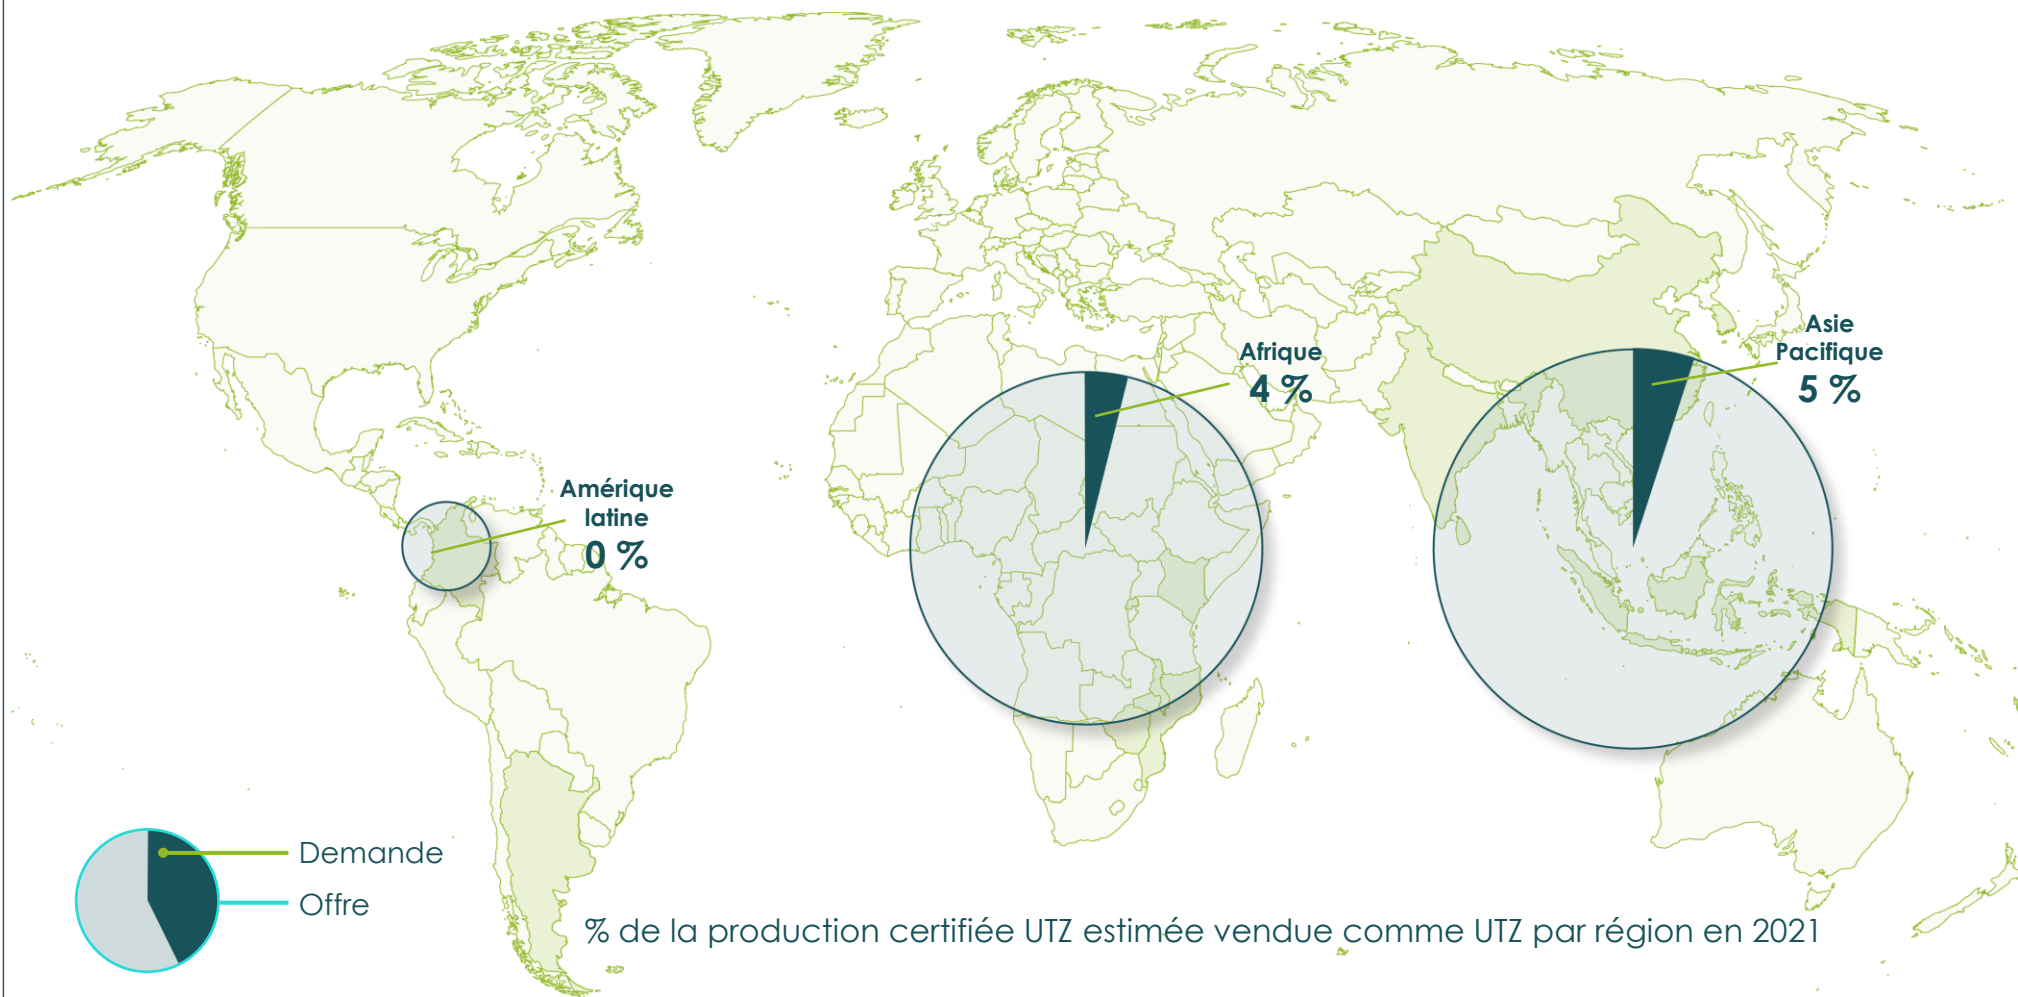 Asie
Pacifique
5 %
Afrique
4 %
Amérique
latine
0 %
Demande
Offre
% de la production certifiée UTZ estimée vendue comme UTZ par région en 2021